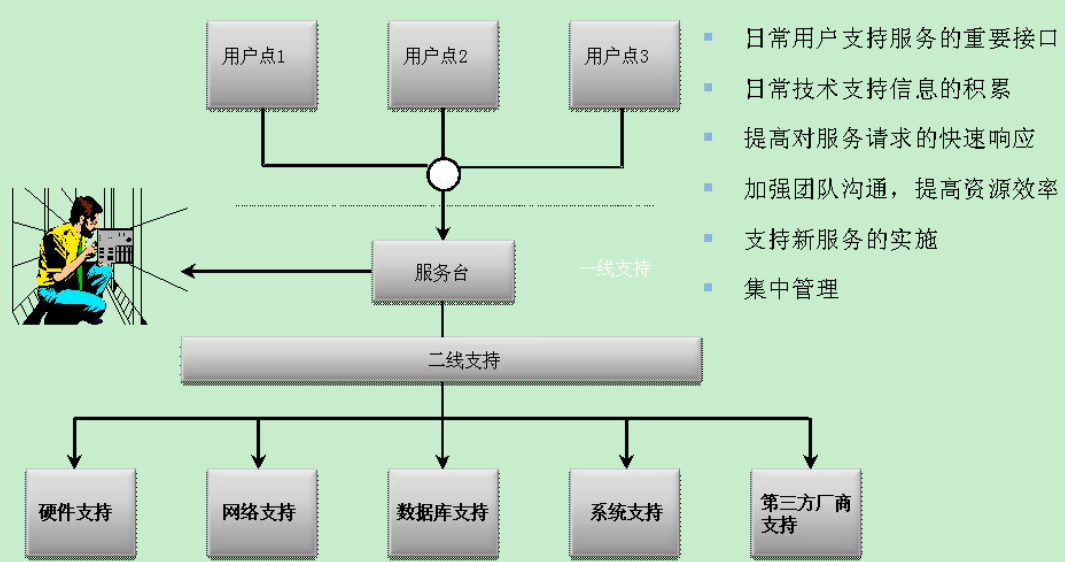 用户点1
用户点2
用户点3
日常用户支持服务的重要接口
日常技术支持信息的积累
提高对服务请求的快速响应
加强团队沟通，提高资源效率
支持新服务的实施
集中管理
服务台
一线支持
二线支持
硬件支持
网络支持
数据库支持
系统支持
第三方厂商
支持